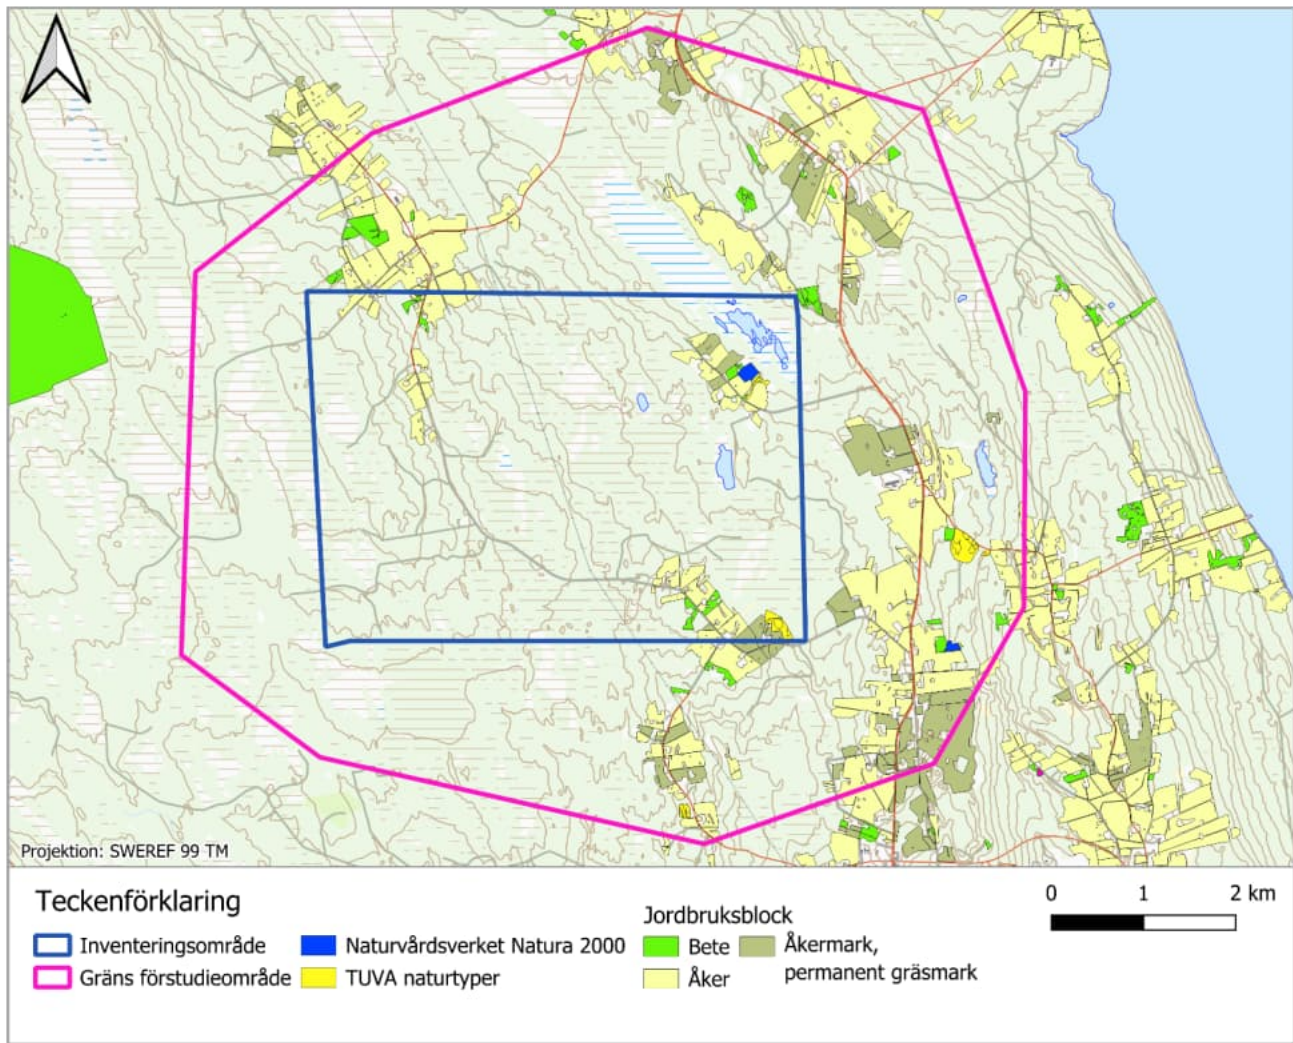 Projektion: SWEREF 99 TM
Teckenförklaring
Inventeringsområde
Gräns förstudieområde
Naturvårdsverket Natura 2000
TUVA naturtyper
Jordbruksblock
Bete
Åker
Åkermark,
permanent gräsmark
0 1 2 km